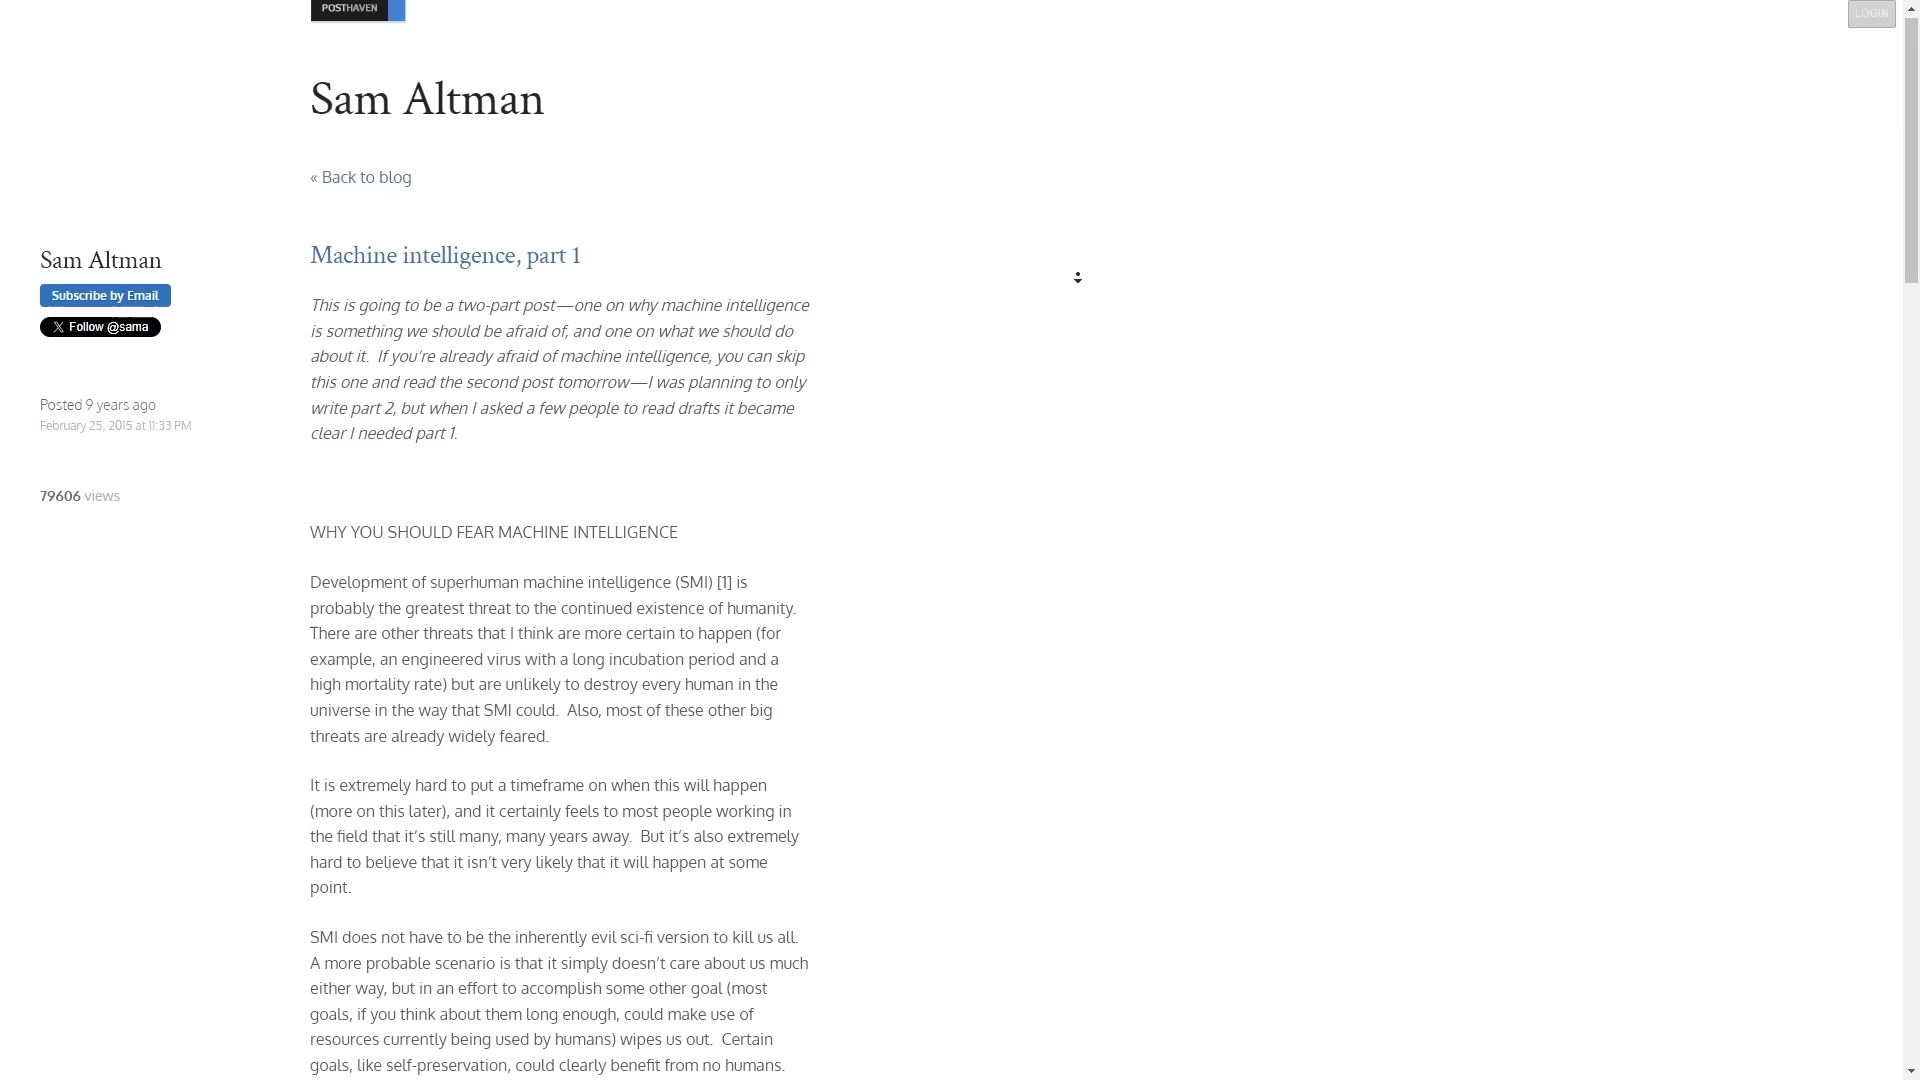 POSTHAVEN
LOGIN
Sam Altman
« Back to blog
Sam Altman
Subscribe by Email
Follow @sama
Posted 9 years ago
February 25, 2015 at 11:33 PM
79606 views
Machine intelligence, part 1
This is going to be a two-part post—one on why machine intelligence
is something we should be afraid of, and one on what we should do
about it.  If you’re already afraid of machine intelligence, you can skip
this one and read the second post tomorrow—I was planning to only
write part 2, but when I asked a few people to read drafts it became
clear I needed part 1.
WHY YOU SHOULD FEAR MACHINE INTELLIGENCE
Development of superhuman machine intelligence (SMI) [1] is
probably the greatest threat to the continued existence of humanity.
There are other threats that I think are more certain to happen (for
example, an engineered virus with a long incubation period and a
high mortality rate) but are unlikely to destroy every human in the
universe in the way that SMI could.  Also, most of these other big
threats are already widely feared.
It is extremely hard to put a timeframe on when this will happen
(more on this later), and it certainly feels to most people working in
the field that it’s still many, many years away.  But it’s also extremely
hard to believe that it isn’t very likely that it will happen at some
point.
SMI does not have to be the inherently evil sci-fi version to kill us all.
A more probable scenario is that it simply doesn’t care about us much
either way, but in an effort to accomplish some other goal (most
goals, if you think about them long enough, could make use of
resources currently being used by humans) wipes us out.  Certain
goals, like self-preservation, could clearly benefit from no humans.